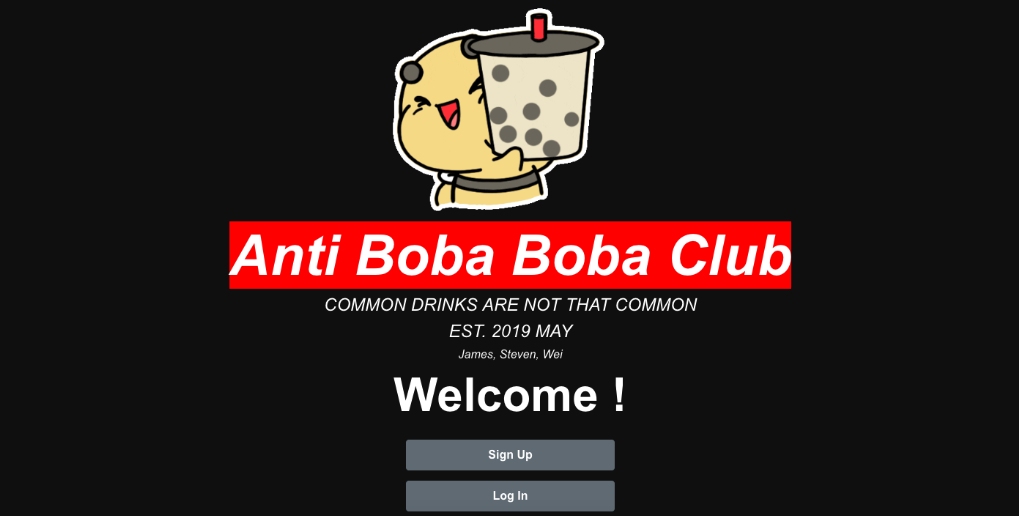 Anti Boba Boba Club
COMMON DRINKS ARE NOT THAT COMMON
EST. 2019 MAY
James, Steven, Wei
Welcome !
Sign Up
Log In